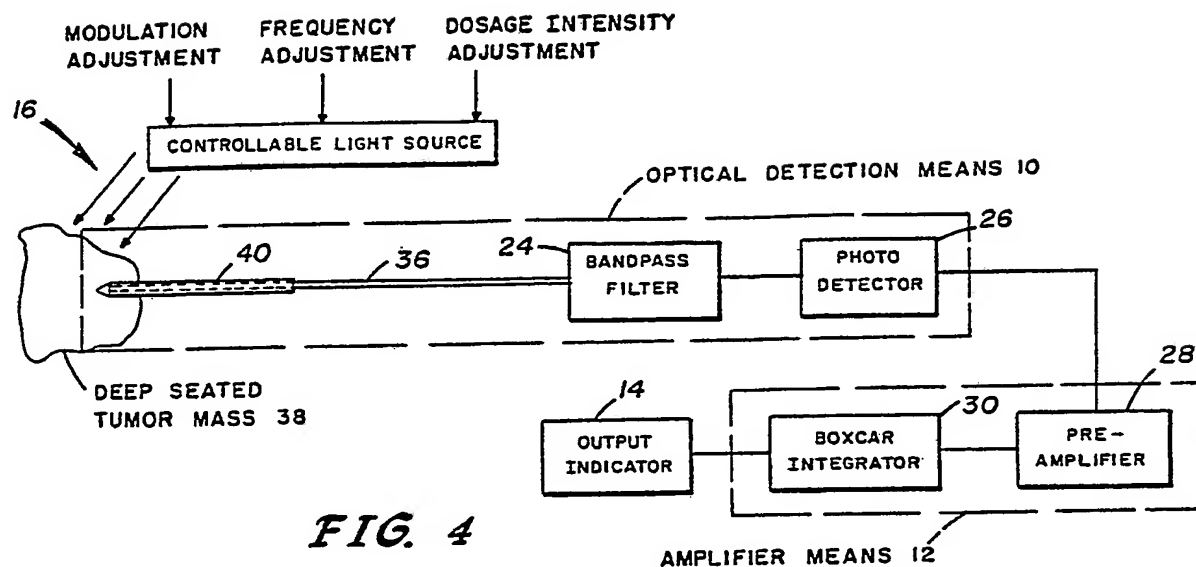 MODULATION
ADJUSTMENT
FREQUENCY
ADJUSTMENT
DOSAGE INTENSITY
ADJUSTMENT
16
CONTROLLABLE LIGHT SOURCE
OPTICAL DETECTION MEANS 10
40
36
24
BANDPASS
FILTER
26
PHOTO
DETECTOR
DEEP SEATED
TUMOR MASS 38
14
OUTPUT
INDICATOR
30
BOXCAR
INTEGRATOR
28
PRE-
AMPLIFIER
FIG. 4
AMPLIFIER MEANS 12